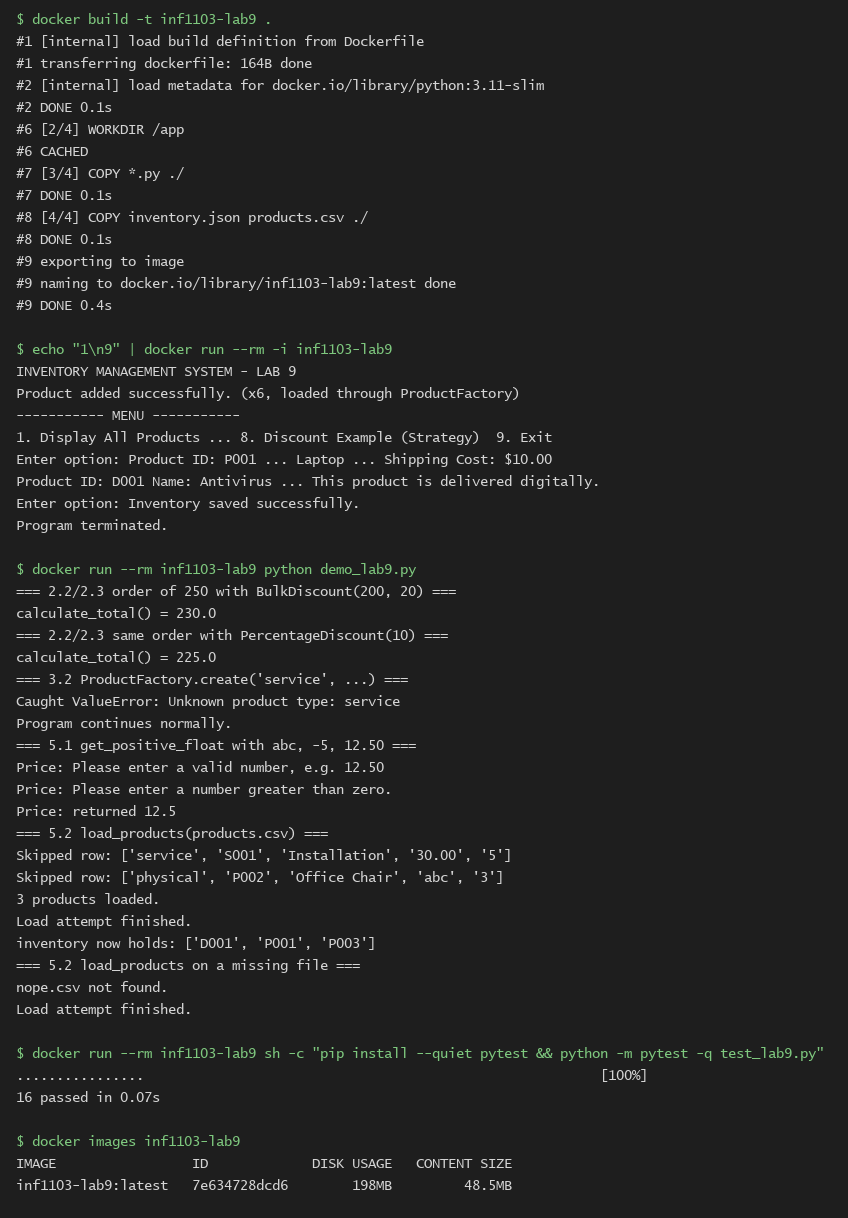 $ docker build -t inf1103-lab9 .
#1 [internal] load build definition from Dockerfile
#1 transferring dockerfile: 164B done
#2 [internal] load metadata for docker.io/library/python:3.11-slim
#2 DONE 0.1s
#6 [2/4] WORKDIR /app
#6 CACHED
#7 [3/4] COPY *.py ./
#7 DONE 0.1s
#8 [4/4] COPY inventory.json products.csv ./
#8 DONE 0.1s
#9 exporting to image
#9 naming to docker.io/library/inf1103-lab9:latest done
#9 DONE 0.4s
$ echo "1\n9" | docker run --rm -i inf1103-lab9
INVENTORY MANAGEMENT SYSTEM - LAB 9
Product added successfully. (x6, loaded through ProductFactory)
----------- MENU -----------
1. Display All Products ... 8. Discount Example (Strategy)  9. Exit
Enter option: Product ID: P001 ... Laptop ... Shipping Cost: $10.00
Product ID: D001 Name: Antivirus ... This product is delivered digitally.
Enter option: Inventory saved successfully.
Program terminated.
$ docker run --rm inf1103-lab9 python demo_lab9.py
=== 2.2/2.3 order of 250 with BulkDiscount(200, 20) ===
calculate_total() = 230.0
=== 2.2/2.3 same order with PercentageDiscount(10) ===
calculate_total() = 225.0
=== 3.2 ProductFactory.create('service', ...) ===
Caught ValueError: Unknown product type: service
Program continues normally.
=== 5.1 get_positive_float with abc, -5, 12.50 ===
Price: Please enter a valid number, e.g. 12.50
Price: Please enter a number greater than zero.
Price: returned 12.5
=== 5.2 load_products(products.csv) ===
Skipped row: ['service', 'S001', 'Installation', '30.00', '5']
Skipped row: ['physical', 'P002', 'Office Chair', 'abc', '3']
3 products loaded.
Load attempt finished.
inventory now holds: ['D001', 'P001', 'P003']
=== 5.2 load_products on a missing file ===
nope.csv not found.
Load attempt finished.
$ docker run --rm inf1103-lab9 sh -c "pip install --quiet pytest && python -m pytest -q test_lab9.py"
................                                                         [100%]
16 passed in 0.07s
$ docker images inf1103-lab9
IMAGE                 ID             DISK USAGE   CONTENT SIZE
inf1103-lab9:latest   7e634728dcd6        198MB         48.5MB